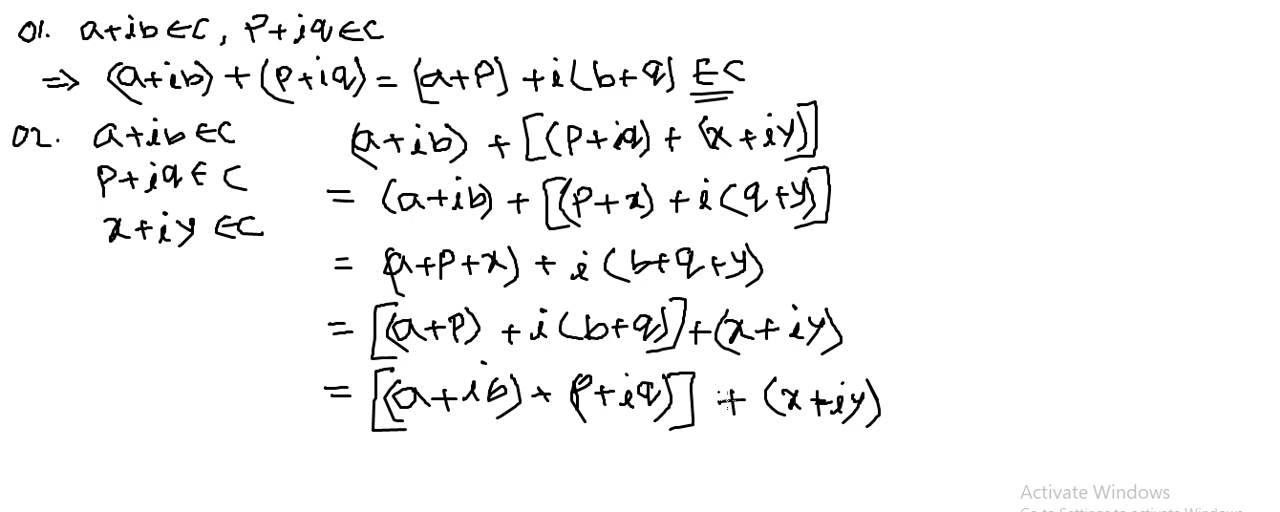 01. a+ib∈C, P+iq∈C
⇒ (a+ib)+(P+iq) = (a+P)+i(b+q) ∈C
02. a+ib∈C (a+ib) + [(P+iq) + (x+iy)]
P+iq∈C = (a+ib) + [(P+x) + i(q+y)]
x+iy∈C
= (a+P+x) + i(b+q+y)
= [(a+P) + i(b+q)]+(x+iy)
= [(a+ib) + P+iq)] + (x+iy)
Activate Windows